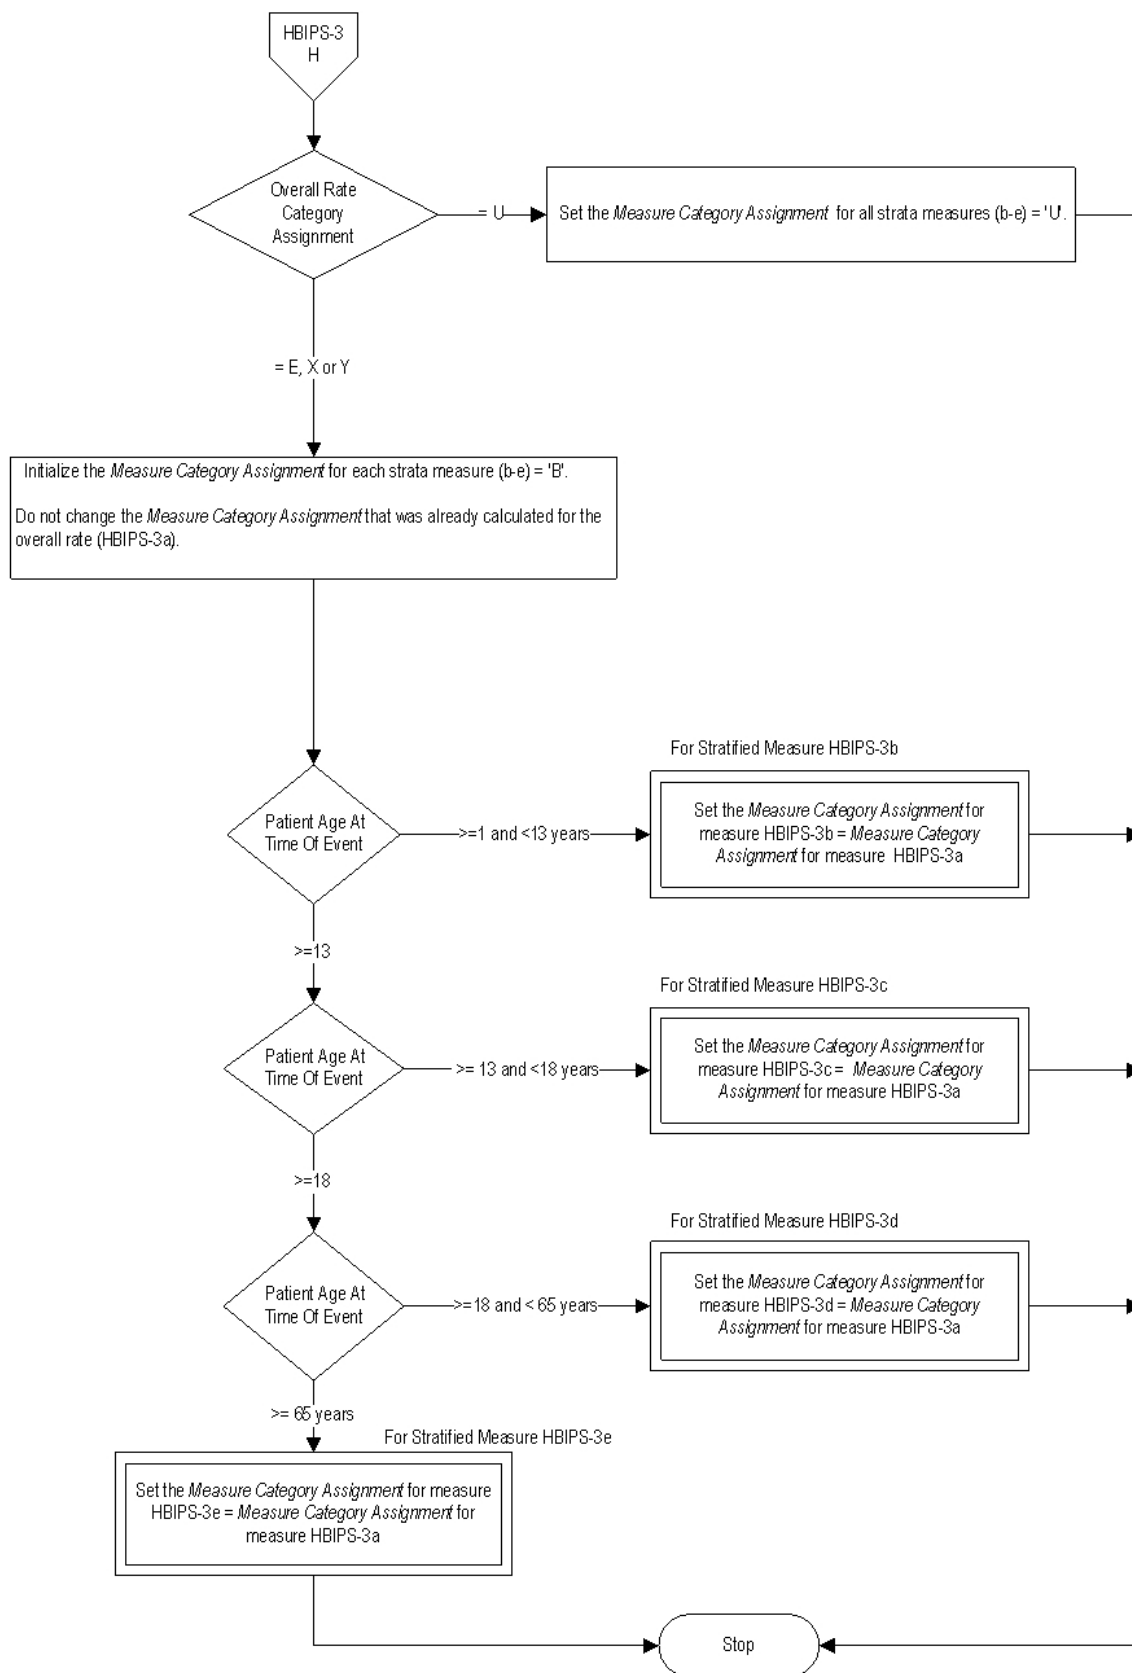 HBIPS-3
H
Overall Rate
Category
Assignment
= U
Set the Measure Category Assignment for all strata measures (b-e) = 'U'.
= E, X or Y
Initialize the Measure Category Assignment for each strata measure (b-e) = 'B'.
Do not change the Measure Category Assignment that was already calculated for the
overall rate (HBIPS-3a).
For Stratified Measure HBIPS-3b
Patient Age At
Time Of Event
>=1 and <13 years
Set the Measure Category Assignment for
measure HBIPS-3b = Measure Category
Assignment for measure HBIPS-3a
>=13
For Stratified Measure HBIPS-3c
Patient Age At
Time Of Event
>= 13 and <18 years
Set the Measure Category Assignment for
measure HBIPS-3c = Measure Category
Assignment for measure HBIPS-3a
>=18
For Stratified Measure HBIPS-3d
Patient Age At
Time Of Event
>=18 and < 65 years
Set the Measure Category Assignment for
measure HBIPS-3d = Measure Category
Assignment for measure HBIPS-3a
>= 65 years
For Stratified Measure HBIPS-3e
Set the Measure Category Assignment for measure
HBIPS-3e = Measure Category Assignment for
measure HBIPS-3a
Stop